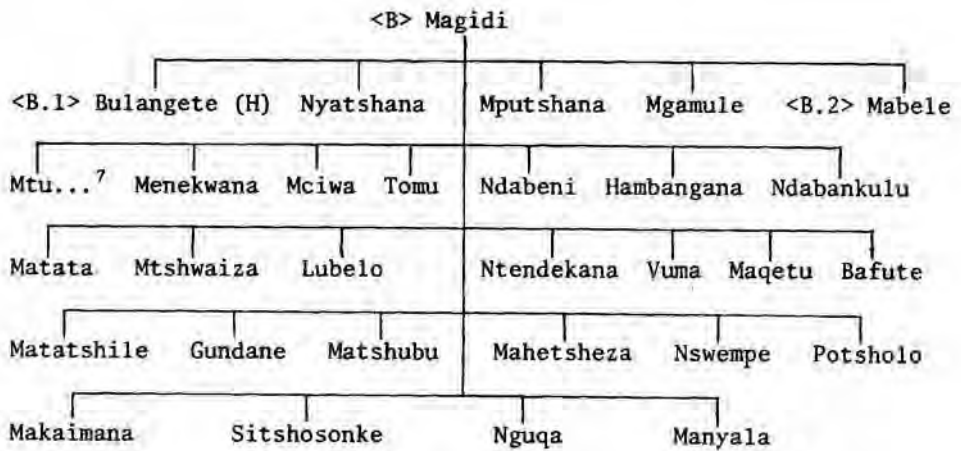 <B> Magidi
<B.1> Bulangete (H) Nyatshana Mputshana Mgamule <B.2> Mabele
Mtu...⁷ Menekwana Mciwa Tomu Ndabeni Hambangana Ndabankulu
Matata Mtshwaiza Lubelo Ntendekana Vuma Maqetu Bafute
Matatshile Gundane Matshubu Mahetsheza Nswempe Potsholo
Makaimana Sitshosonke Nguqa Manyala